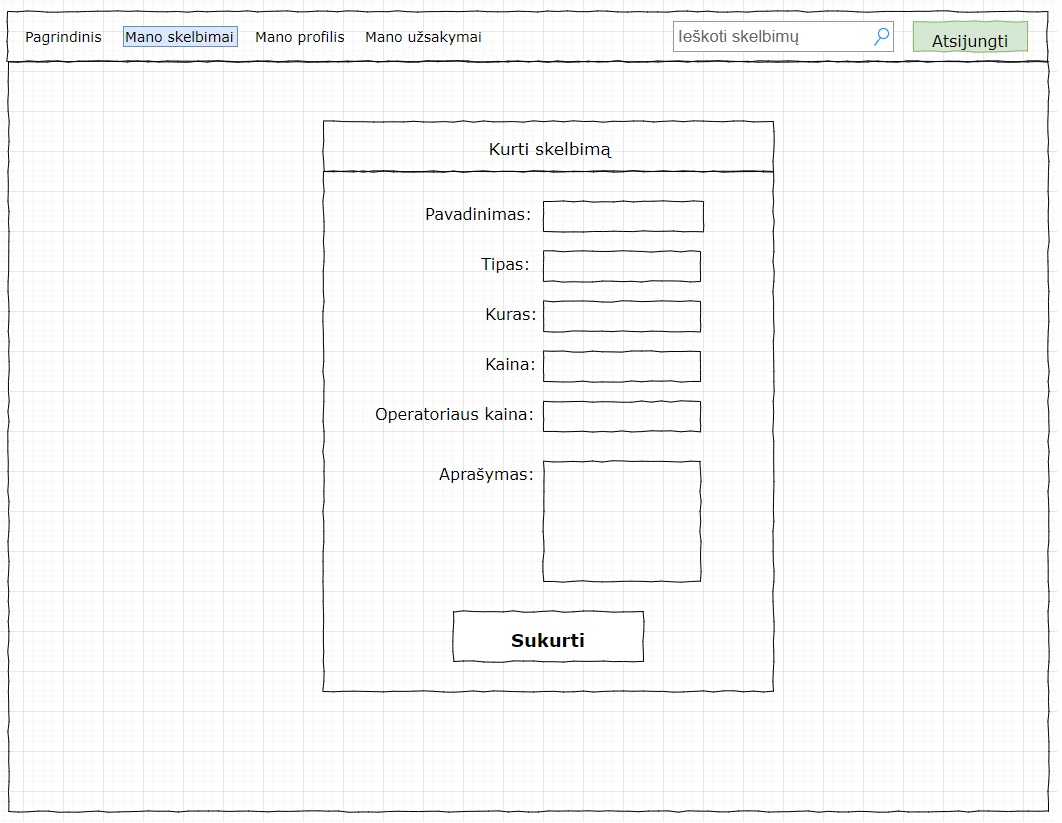 Pagrindinis Mano skelbimai Mano profilis Mano užsakymai Ieškoti skelbimų Atsijungti
Kurti skelbimą
Pavadinimas:
Tipas:
Kuras:
Kaina:
Operatoriaus kaina:
Aprašymas:
Sukurti